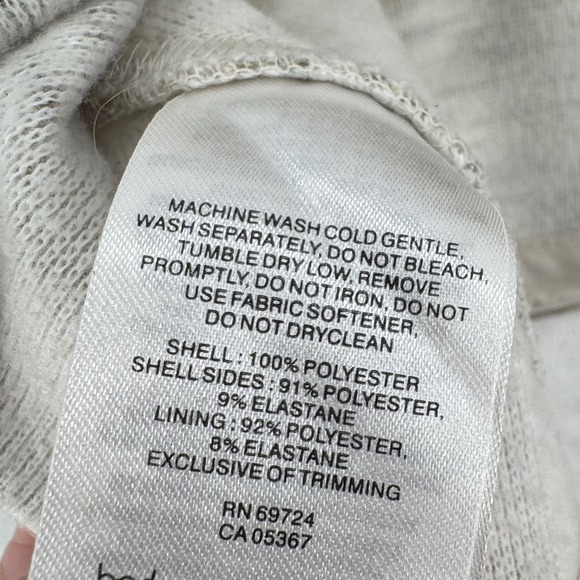 MACHINE WASH COLD GENTLE,
WASH SEPARATELY, DO NOT BLEACH,
TUMBLE DRY LOW, REMOVE
PROMPTLY, DO NOT IRON, DO NOT
USE FABRIC SOFTENER,
DO NOT DRYCLEAN
SHELL : 100% POLYESTER
SHELL SIDES : 91% POLYESTER,
9% ELASTANE
LINING : 92% POLYESTER,
8% ELASTANE
EXCLUSIVE OF TRIMMING
RN 69724
CA 05367